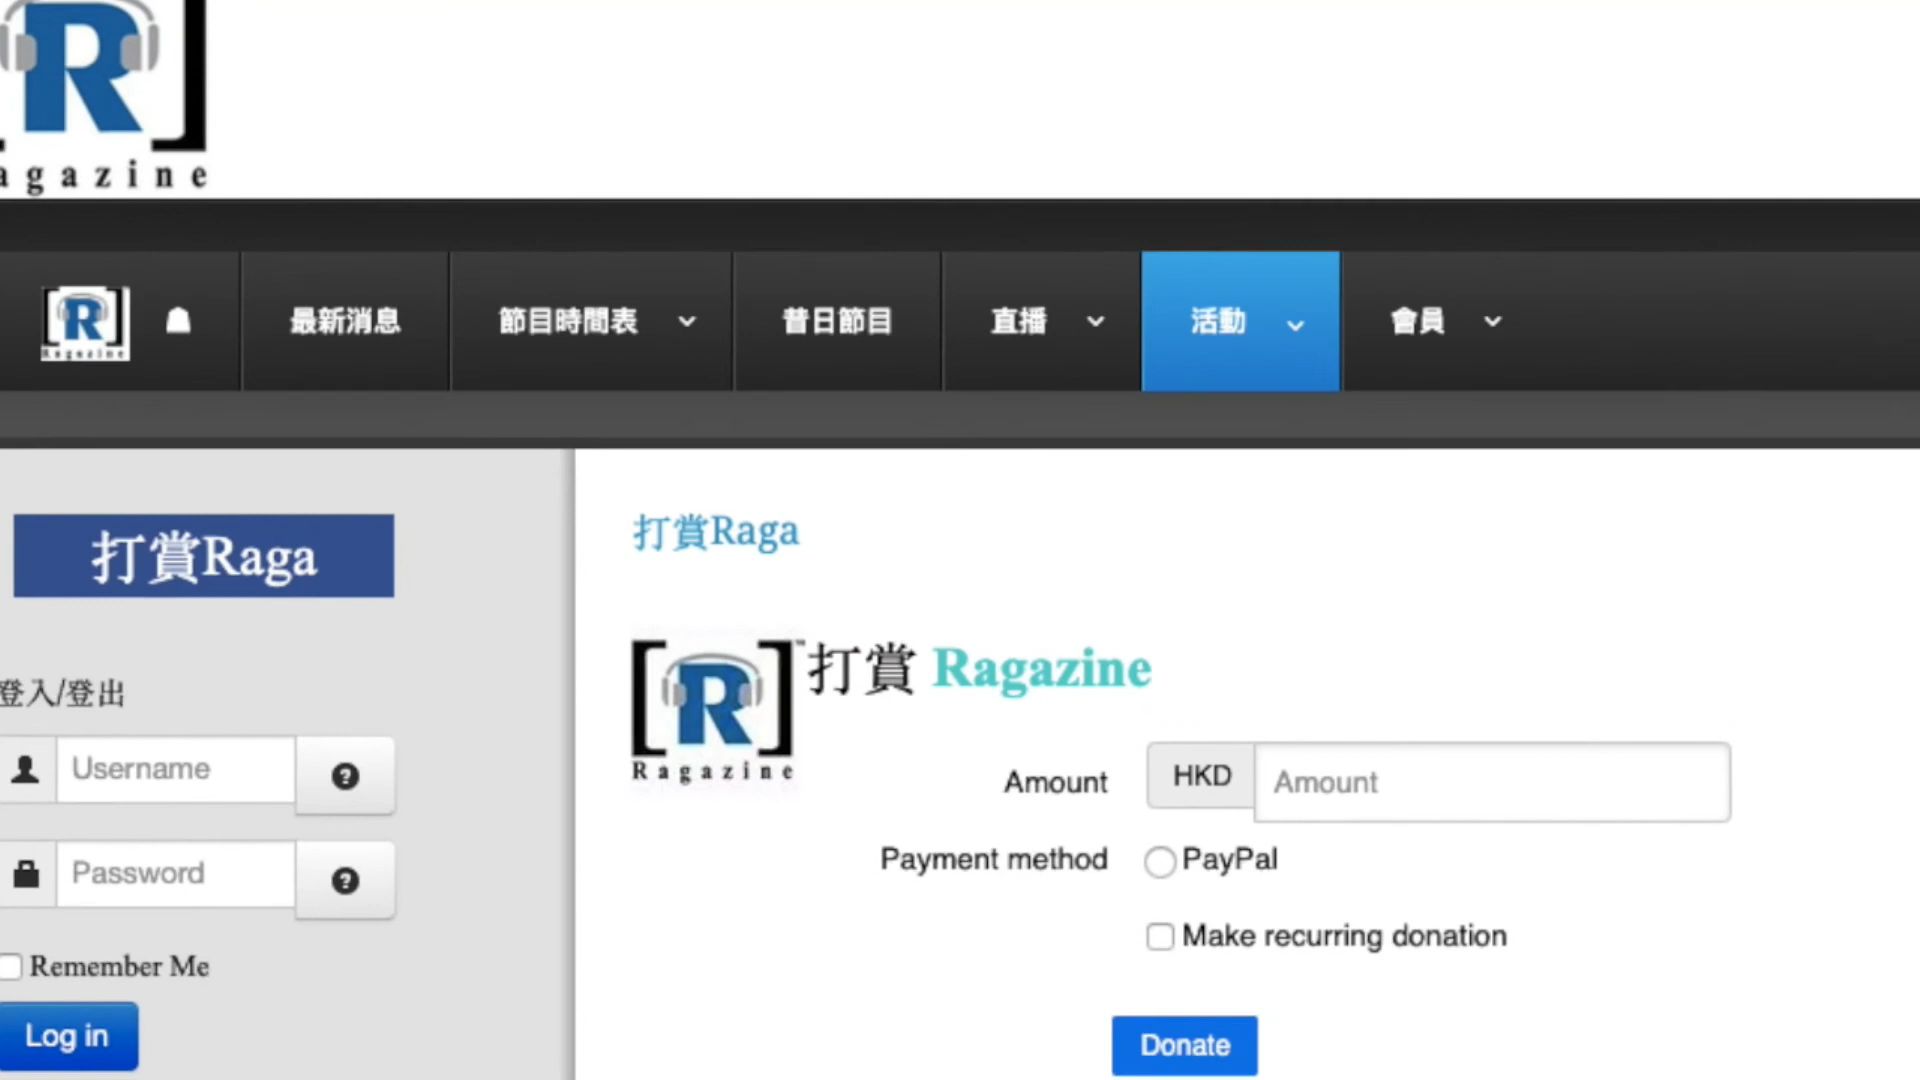 R
agazine
R
Ragazine
最新消息
節目時間表
昔日節目
直播
活動
會員
打賞Raga
登入/登出
Username
Password
Remember Me
Log in
打賞Raga
R
Ragazine
打賞 Ragazine
Amount
HKD
Amount
Payment method
PayPal
Make recurring donation
Donate